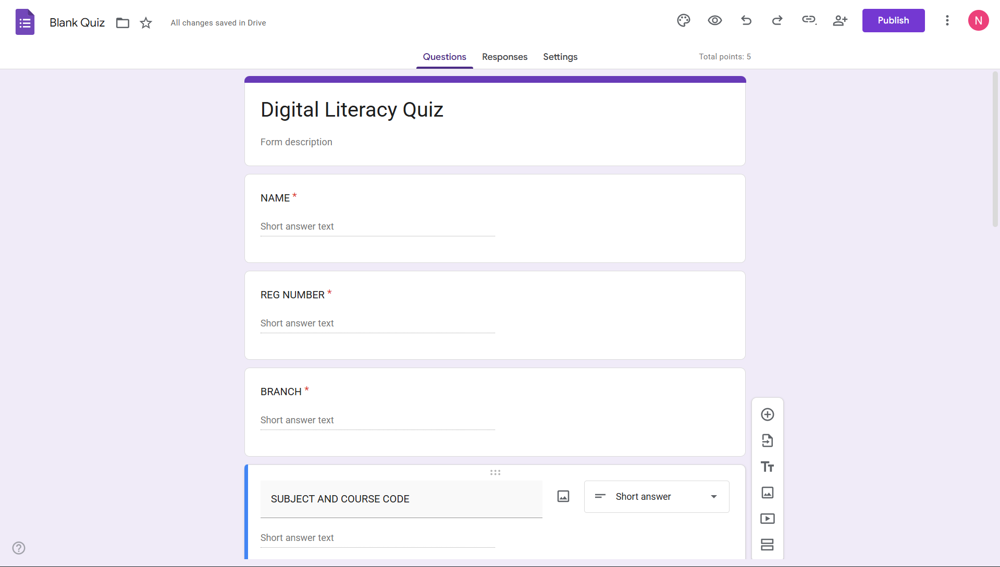 Blank Quiz
All changes saved in Drive
Publish
N
Questions
Responses
Settings
Total points: 5
Digital Literacy Quiz
Form description
NAME *
Short answer text
REG NUMBER *
Short answer text
BRANCH *
Short answer text
SUBJECT AND COURSE CODE
Short answer
Short answer text